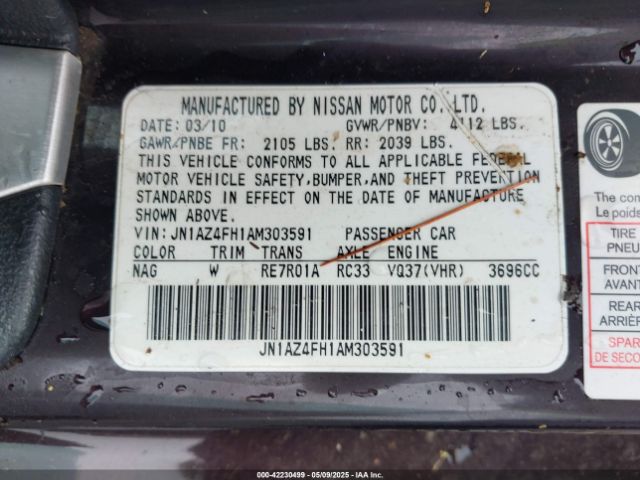 MANUFACTURED BY NISSAN MOTOR CO., LTD.
DATE: 03/10 GVWR/PNBV: 4112 LBS.
GAWR/PNBE FR: 2105 LBS. RR: 2039 LBS.
THIS VEHICLE CONFORMS TO ALL APPLICABLE FEDERAL
MOTOR VEHICLE SAFETY, BUMPER, AND THEFT PREVENTION
STANDARDS IN EFFECT ON THE DATE OF MANUFACTURE
SHOWN ABOVE.
VIN: JN1AZ4FH1AM303591 PASSENGER CAR
COLOR TRIM TRANS AXLE ENGINE
NAG W RE7R01A RC33 VQ37(VHR) 3696CC
JN1AZ4FH1AM303591
The
Le poids
TIRE
PNEU
FRONT
AVANT
REAR
ARRIÈR
SPAR
DE SECO
000-42230499 - 05/09/2025 - IAAI.COM